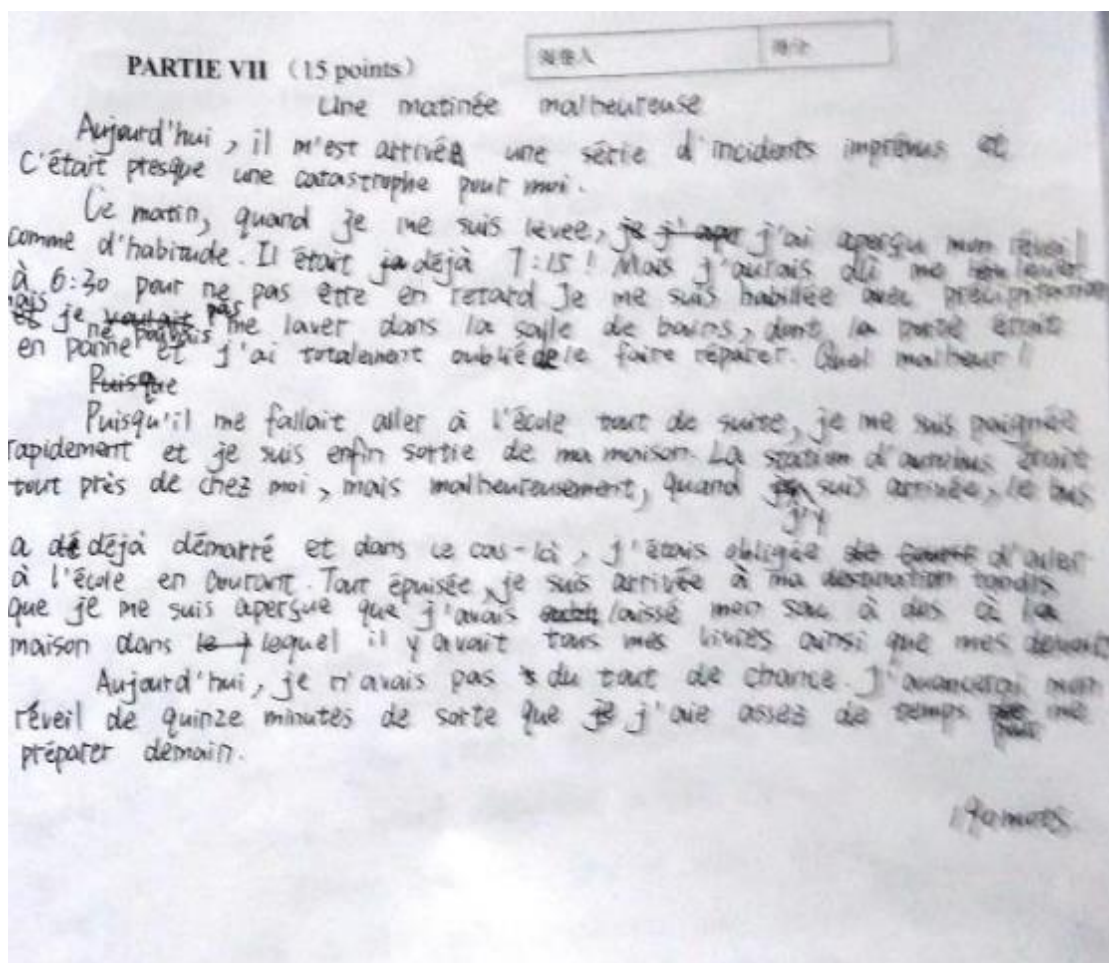 PARTIE VII (15 points)
阅卷人 得分
Une matinée malheureuse
Aujourd'hui, il m'est arrivé une série d'incidents imprévus et
C'était presque une catastrophe pour moi.
Ce matin, quand je me suis levée, j'ai aperçu mon réveil
comme d'habitude. Il était déjà 7:15! Mais j'aurais dû me lever
à 6:30 pour ne pas être en retard Je me suis habillée avec précipitation
mais je ne pouvais pas me laver dans la salle de bains, dont la porte était
en panne et j'ai totalement oublié de le faire réparer. Quel malheur!
Puisqu'il me fallait aller à l'école tout de suite, je me suis peignée
rapidement et je suis enfin sortie de ma maison. La station d'autobus était
tout près de chez moi, mais malheureusement, quand j'y suis arrivée, le bus
a déjà démarré et dans ce cas-là, j'étais obligée d'aller
à l'école en courant. Tout épuisée, je suis arrivée à ma destination tandis
que je me suis aperçue que j'avais laissé mon sac à dos à la
maison dans lequel il y avait tous mes livres ainsi que mes devoirs
Aujourd'hui, je n'avais pas du tout de chance. J'avancerai mon
réveil de quinze minutes de sorte que j'aie assez de temps pour me
préparer demain.